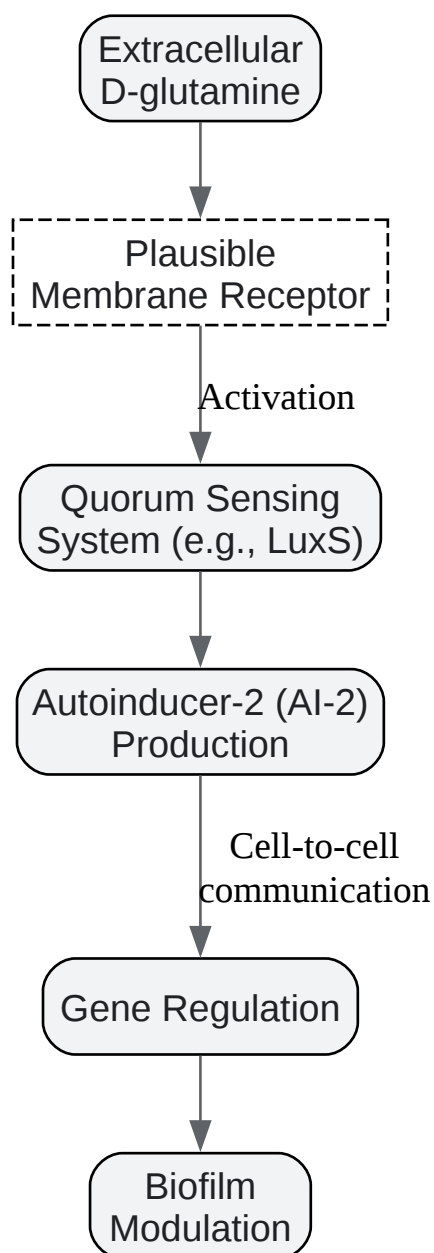 Extracellular
D-glutamine
Plausible
Membrane Receptor
Activation
Quorum Sensing
System (e.g., LuxS)
Autoinducer-2 (AI-2)
Production
Cell-to-cell
communication
Gene Regulation
Biofilm
Modulation